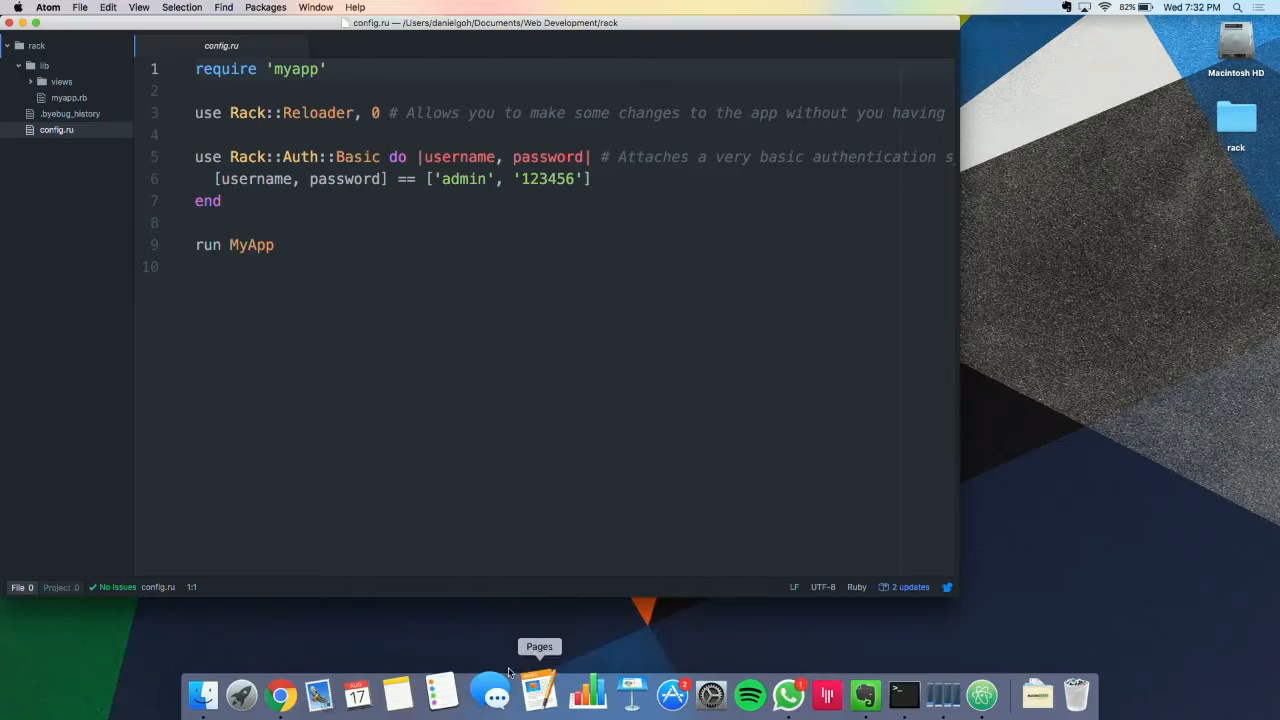 Atom File Edit View Selection Find Packages Window Help 82% Wed 7:32 PM
config.ru — /Users/danielgoh/Documents/Web Development/rack
rack
lib
views
myapp.rb
.byebug_history
config.ru
config.ru
1 require 'myapp'
2
3 use Rack::Reloader, 0 # Allows you to make some changes to the app without you having
4
5 use Rack::Auth::Basic do |username, password| # Attaches a very basic authentication s
6 [username, password] == ['admin', '123456']
7 end
8
9 run MyApp
10
File 0 Project 0 No Issues config.ru 1:1 LF UTF-8 Ruby 2 updates
Macintosh HD
rack
Pages
AUG
17
2
1